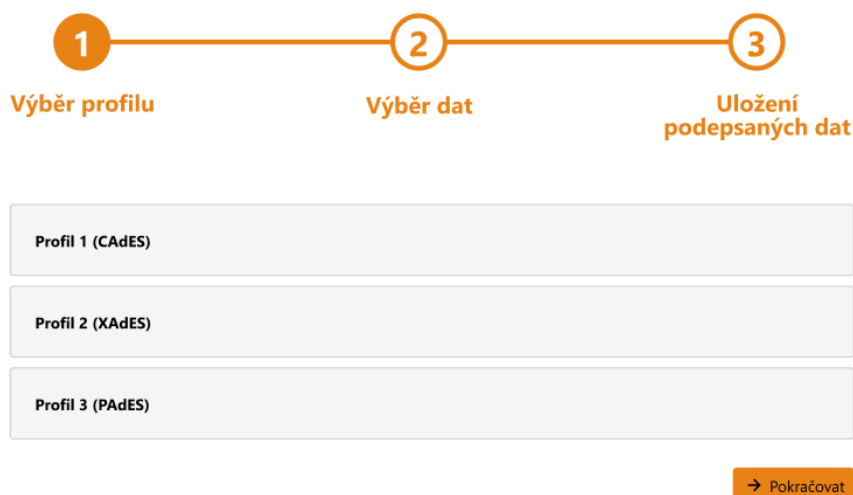 1
2
3
Výběr profilu
Výběr dat
Uložení
podepsaných dat
Profil 1 (CAdES)
Profil 2 (XAdES)
Profil 3 (PAdES)
→ Pokračovat